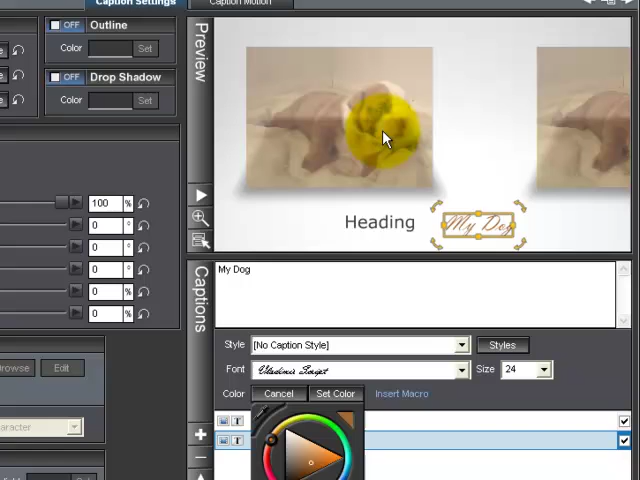 Caption Settings
Caption Motion
OFF Outline
Color Set
OFF Drop Shadow
Color Set
Preview
100 %
0 °
0 °
0 °
0 %
0 %
Heading
My Dog
Captions
My Dog
Style [No Caption Style] Styles
Font Vladimir Script Size 24
Color Cancel Set Color Insert Macro
T
T
rowse Edit
aracter